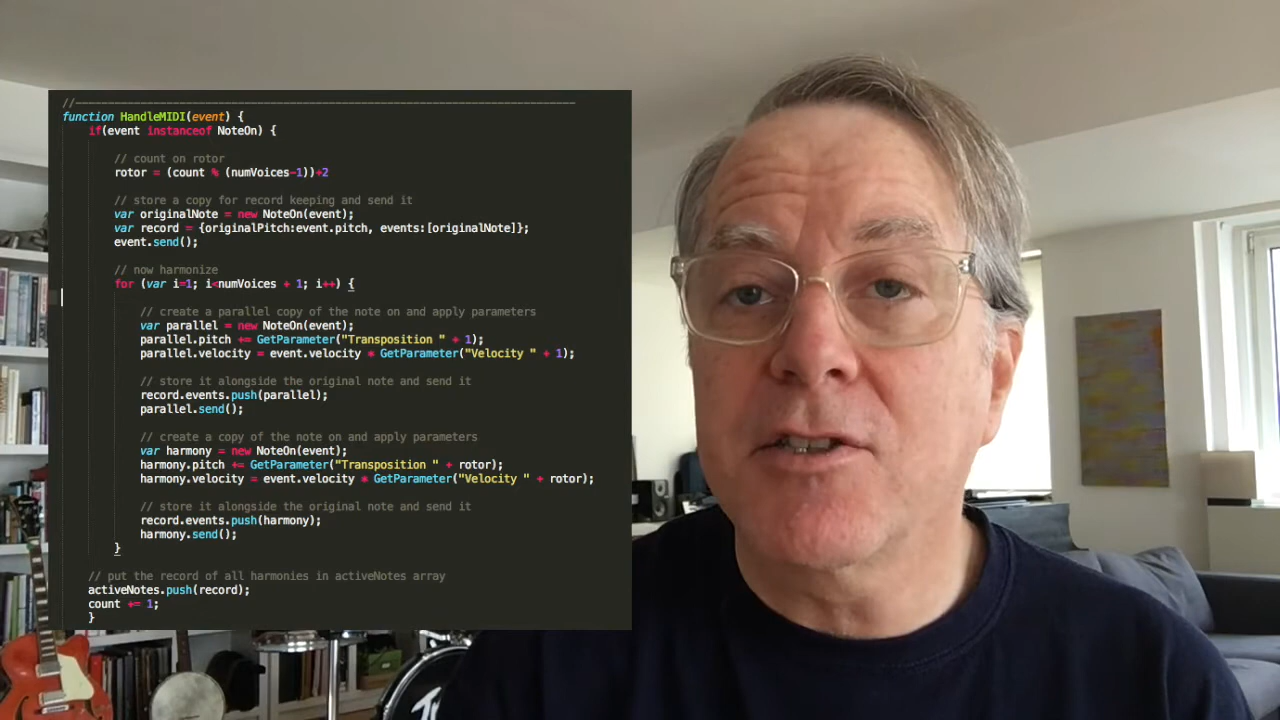 //——————————————————————————————————————
function HandleMIDI(event) {
if(event instanceof NoteOn) {
// count on rotor
rotor = (count % (numVoices-1))+2
// store a copy for record keeping and send it
var originalNote = new NoteOn(event);
var record = {originalPitch:event.pitch, events:[originalNote]};
event.send();
// now harmonize
for (var i=1; i<numVoices + 1; i++) {
// create a parallel copy of the note on and apply parameters
var parallel = new NoteOn(event);
parallel.pitch += GetParameter("Transposition " + 1);
parallel.velocity = event.velocity * GetParameter("Velocity " + 1);
// store it alongside the original note and send it
record.events.push(parallel);
parallel.send();
// create a copy of the note on and apply parameters
var harmony = new NoteOn(event);
harmony.pitch += GetParameter("Transposition " + rotor);
harmony.velocity = event.velocity * GetParameter("Velocity " + rotor);
// store it alongside the original note and send it
record.events.push(harmony);
harmony.send();
}
// put the record of all harmonies in activeNotes array
activeNotes.push(record);
count += 1;
}